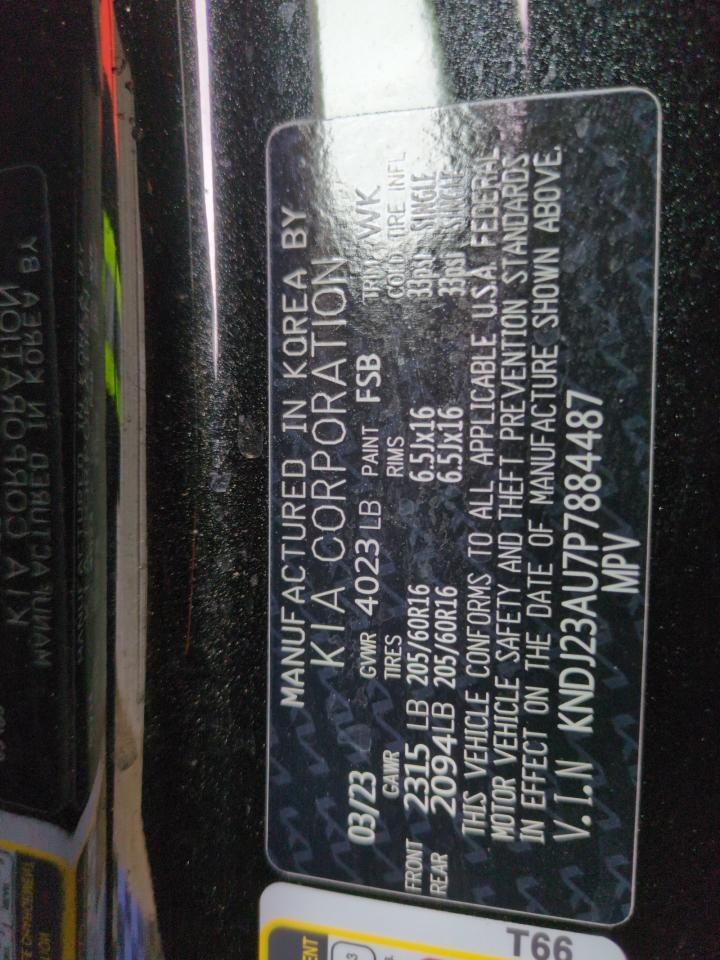 MANUFACTURED IN KOREA BY
KIA CORPORATION
03/23 GVWR 4023 LB PAINT FSB TRIM WK
GAWR TIRES RIMS COLD TIRE INFL
FRONT 2315 LB 205/60R16 6.5Jx16 33psi SINGLE
REAR 2094 LB 205/60R16 6.5Jx16 33psi SINGLE
THIS VEHICLE CONFORMS TO ALL APPLICABLE U.S.A FEDERAL
MOTOR VEHICLE SAFETY AND THEFT PREVENTION STANDARDS
IN EFFECT ON THE DATE OF MANUFACTURE SHOWN ABOVE.
V.I.N KNDJ23AU7P7884487
MPV
T66